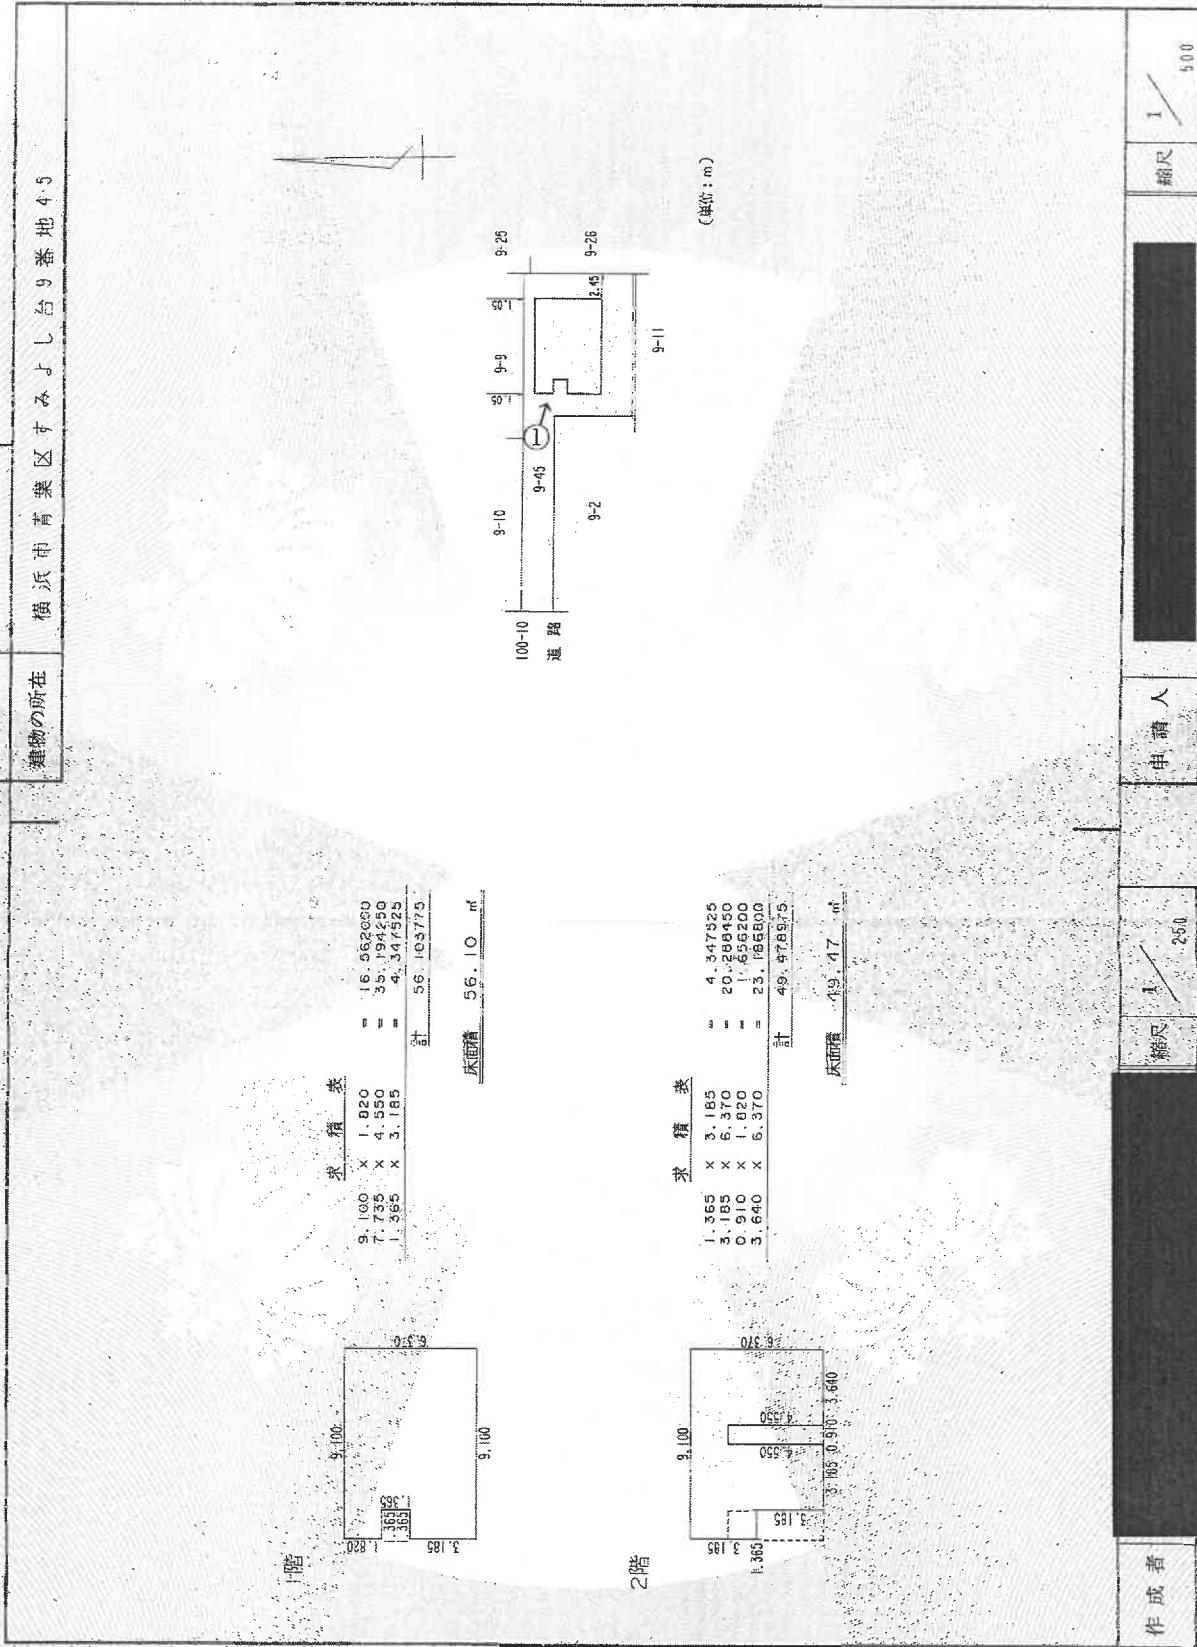 建物の所在
横浜市青葉区すみよし台9番地45
1階
9.100
6.370
9.100
1.820
1.365
1.365
1.365
3.185
求積表
9.100 × 1.820 = 16.562000
7.735 × 4.550 = 35.194250
1.365 × 3.185 = 4.347525
計 56.103775
床面積 56.10 ㎡
2階
9.100
6.370
3.185
1.365
3.185
3.185
0.910
3.640
4.550
4.550
求積表
1.365 × 3.185 = 4.347525
3.185 × 6.370 = 20.288450
0.910 × 1.820 = 1.656200
3.640 × 6.370 = 23.186800
計 49.478975
床面積 49.47 ㎡
100-10
道路
9-10
9-45
9-2
①
9-9
1.05
1.05
2.45
9-25
9-26
9-11
(単位:m)
作成者
縮尺
1/250
申請人
縮尺
1/500